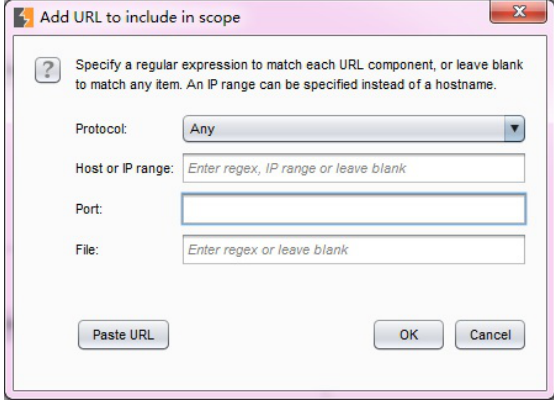 Add URL to include in scope
Specify a regular expression to match each URL component, or leave blank
to match any item. An IP range can be specified instead of a hostname.
Protocol: Any
Host or IP range: Enter regex, IP range or leave blank
Port:
File: Enter regex or leave blank
Paste URL OK Cancel